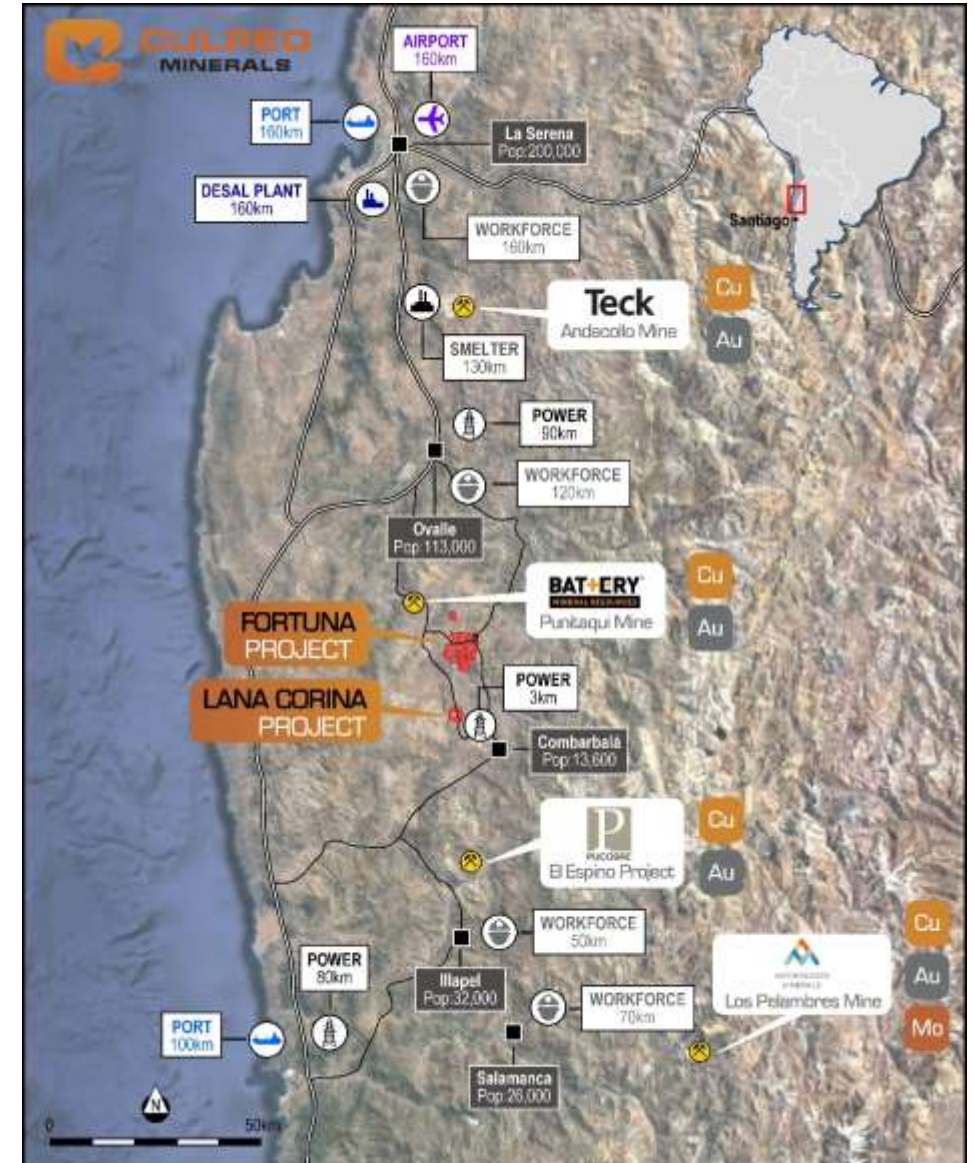 CULPEO
MINERALS
AIRPORT
160km
PORT
160km
La Serena
Pop:200,000
DESAL PLANT
160km
WORKFORCE
160km
Santiago
Teck
Andacollo Mine
Cu
Au
SMELTER
130km
POWER
90km
WORKFORCE
120km
Ovalle
Pop:113,000
BATTERY
MINERAL RESOURCES
Punitaqui Mine
Cu
Au
FORTUNA
PROJECT
POWER
3km
LANA CORINA
PROJECT
Combarbalá
Pop:13,600
P
PUCOBRE
El Espino Project
Cu
Au
WORKFORCE
50km
Illapel
Pop:32,000
POWER
80km
PORT
100km
WORKFORCE
70km
MINERALS
Los Pelambres Mine
Cu
Au
Mo
Salamanca
Pop:26,000
N
0
50km